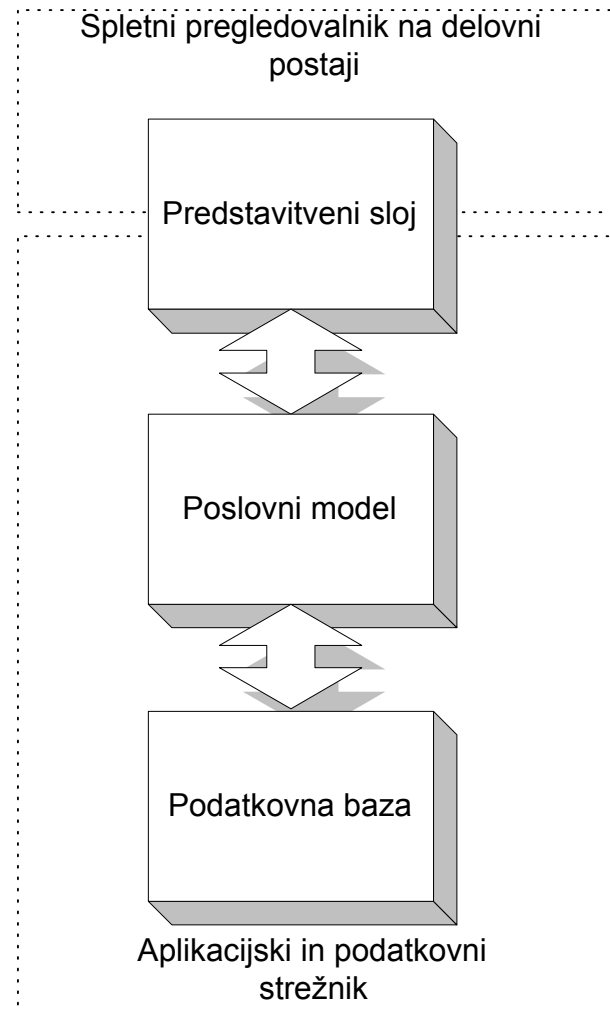 Spletni pregledovalnik na delovni
postaji
Predstavitveni sloj
Poslovni model
Podatkovna baza
Aplikacijski in podatkovni
strežnik